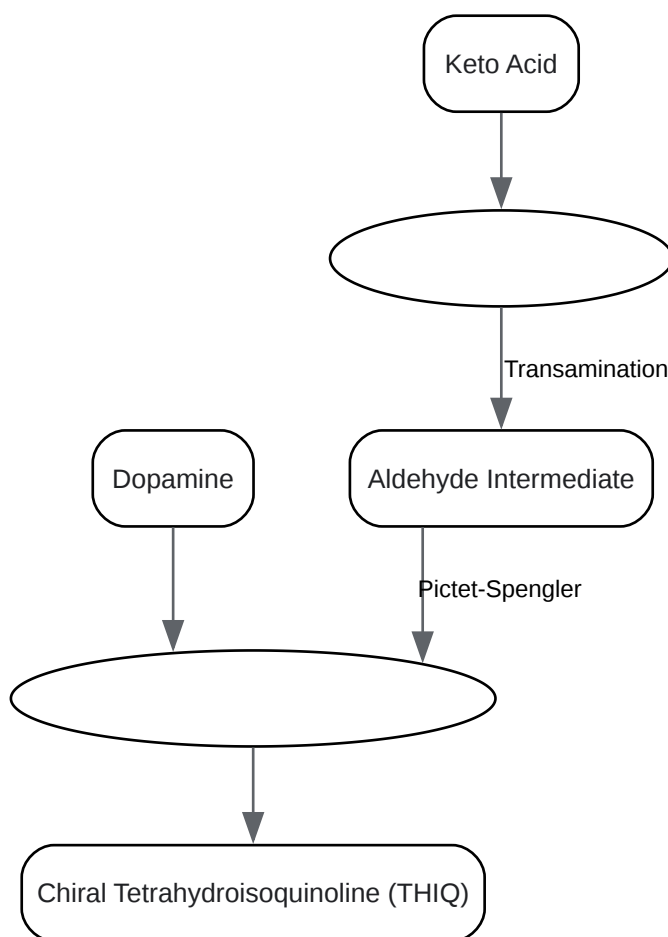 Keto Acid
Transamination
Dopamine
Aldehyde Intermediate
Pictet-Spengler
Chiral Tetrahydroisoquinoline (THIQ)